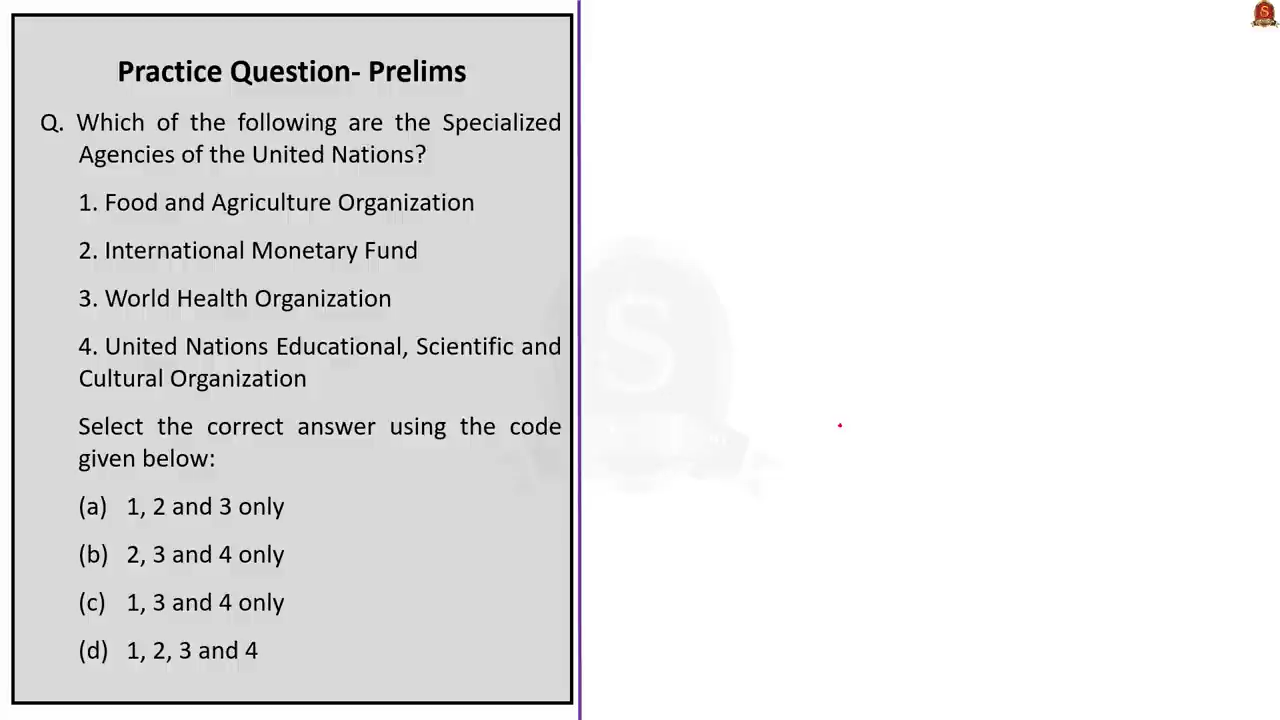 Practice Question- Prelims
Q. Which of the following are the Specialized
Agencies of the United Nations?
1. Food and Agriculture Organization
2. International Monetary Fund
3. World Health Organization
4. United Nations Educational, Scientific and
Cultural Organization
Select the correct answer using the code
given below:
(a) 1, 2 and 3 only
(b) 2, 3 and 4 only
(c) 1, 3 and 4 only
(d) 1, 2, 3 and 4
S
S